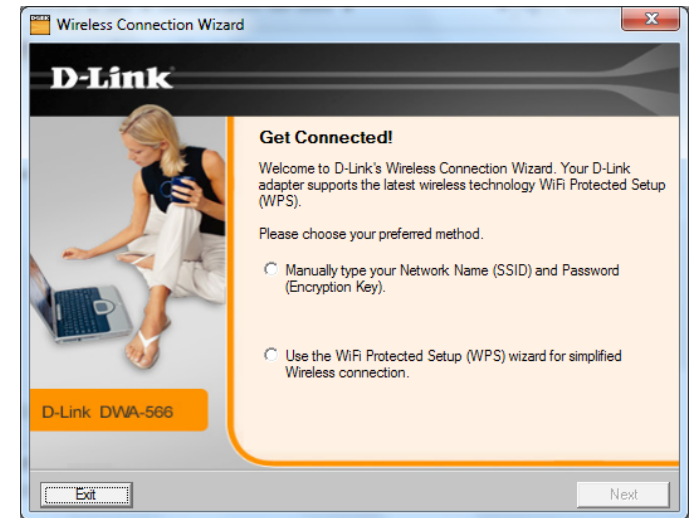 Wireless Connection Wizard
D-Link
Get Connected!
Welcome to D-Link's Wireless Connection Wizard. Your D-Link
adapter supports the latest wireless technology WiFi Protected Setup
(WPS).
Please choose your preferred method.
Manually type your Network Name (SSID) and Password
(Encryption Key).
Use the WiFi Protected Setup (WPS) wizard for simplified
Wireless connection.
D-Link DWA-566
Exit
Next